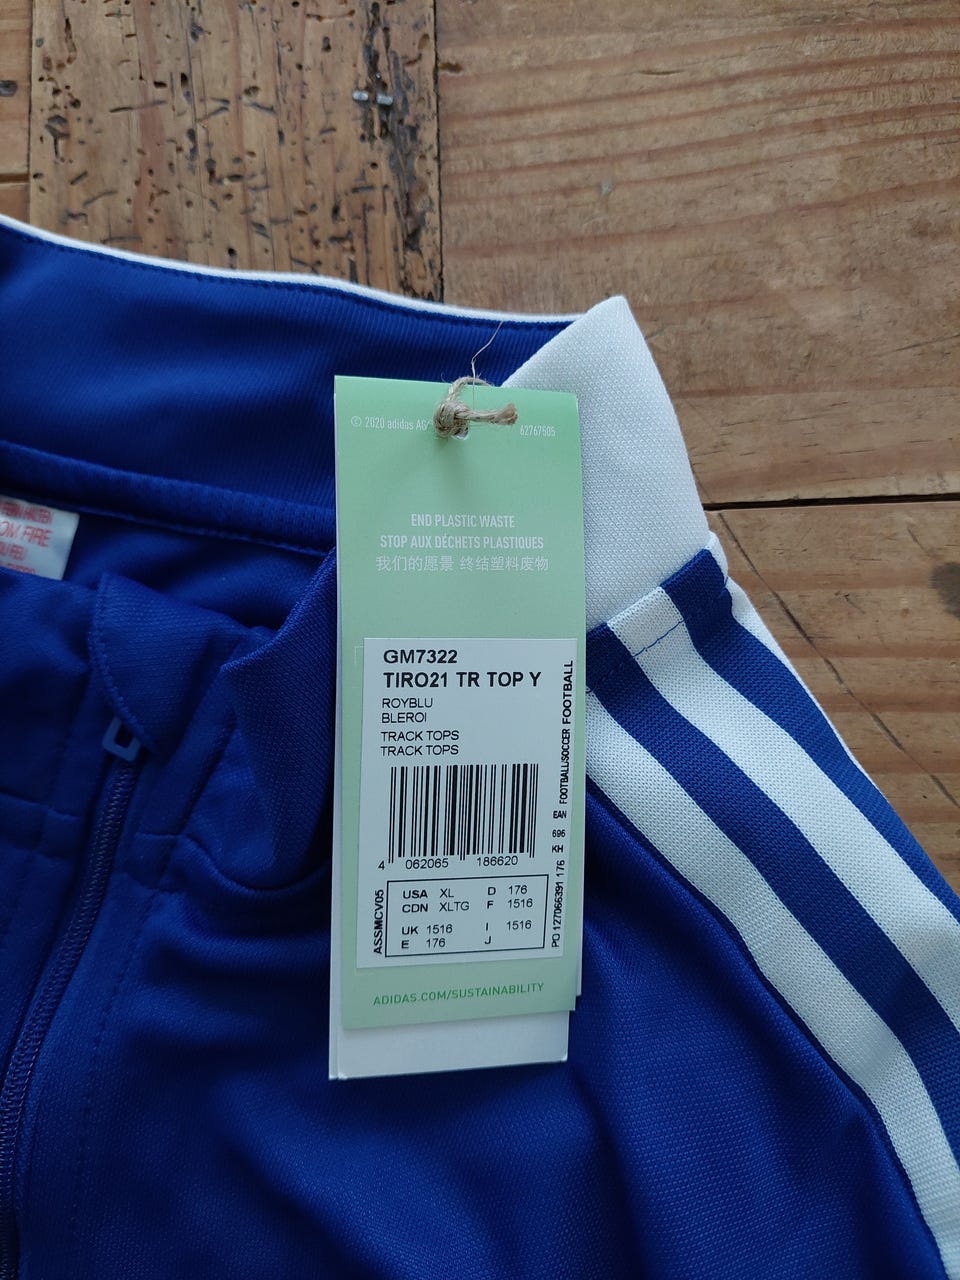 © 2020 adidas AG
62767505
END PLASTIC WASTE
STOP AUX DÉCHETS PLASTIQUES
我们的愿景 终结塑料废物
GM7322
TIRO21 TR TOP Y
ROYBLU
BLEROI
TRACK TOPS
TRACK TOPS
4 062065 186620
USA XL D 176
CDN XLTG F 1516
UK 1516 I 1516
E 176 J
ASSMCV05
FOOTBALL/SOCCER FOOTBALL
EAN
696
KH
PO 127066391 176
ADIDAS.COM/SUSTAINABILITY
OM FIRE